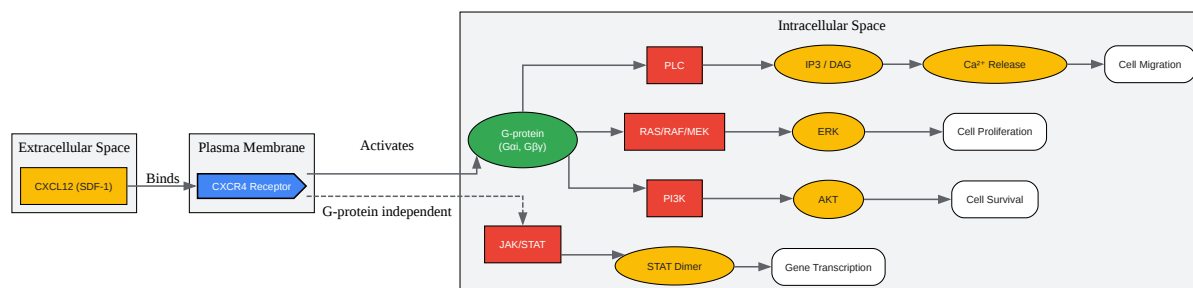 Intracellular Space
PLC
IP3 / DAG
Ca²⁺ Release
Cell Migration
G-protein
(Gαi, Gβγ)
RAS/RAF/MEK
ERK
Cell Proliferation
Extracellular Space
Plasma Membrane
Activates
CXCL12 (SDF-1)
Binds
CXCR4 Receptor
G-protein independent
PI3K
AKT
Cell Survival
JAK/STAT
STAT Dimer
Gene Transcription